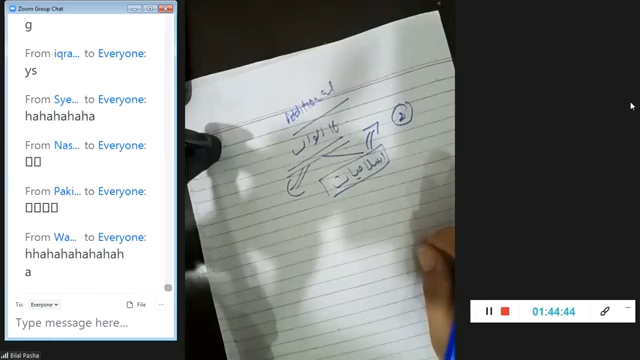 Zoom Group Chat
g
From iqra... to Everyone:
ys
From Sye... to Everyone:
hahahahaha
From Nas... to Everyone:
From Paki... to Everyone:
From Wa... to Everyone:
hhahahahahahah
a
To: Everyone
File
Type message here...
Bilal Pasha
Additional
اسلامیات
2
01:44:44